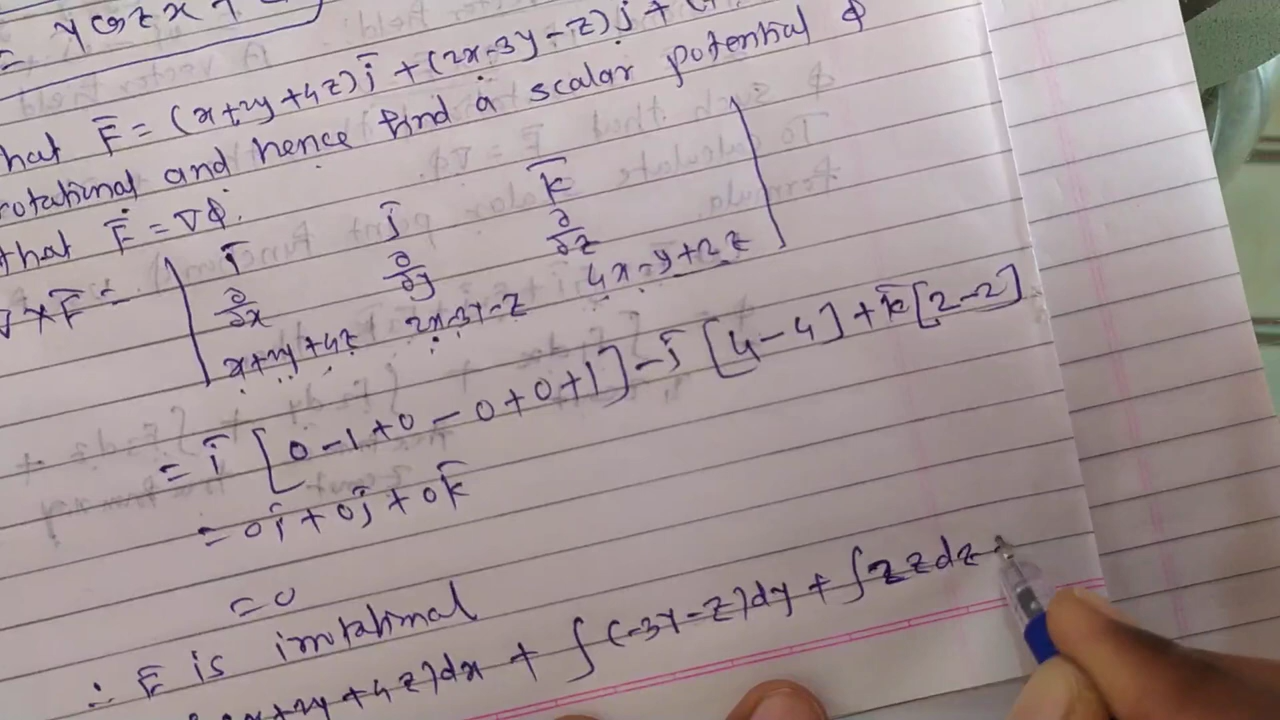 = y cos z x +
hat F̄ = (x+2y+4z)ī + (2x-3y-z)j̄ +
rotational and hence find a scalar potential φ
that F̄ = ∇φ.
∇×F̄ = | ī j̄ k̄ |
∂/∂x ∂/∂y ∂/∂z
x+2y+4z 2x-3y-z 4x-y+2z
= ī [0-1+0-0+0+1] - j̄ [4-4] + k̄ [2-2]
= 0ī + 0j̄ + 0k̄
= 0
∴ F̄ is irrotational
x+2y+4z)dx + ∫(-3y-z)dy + ∫2zdz